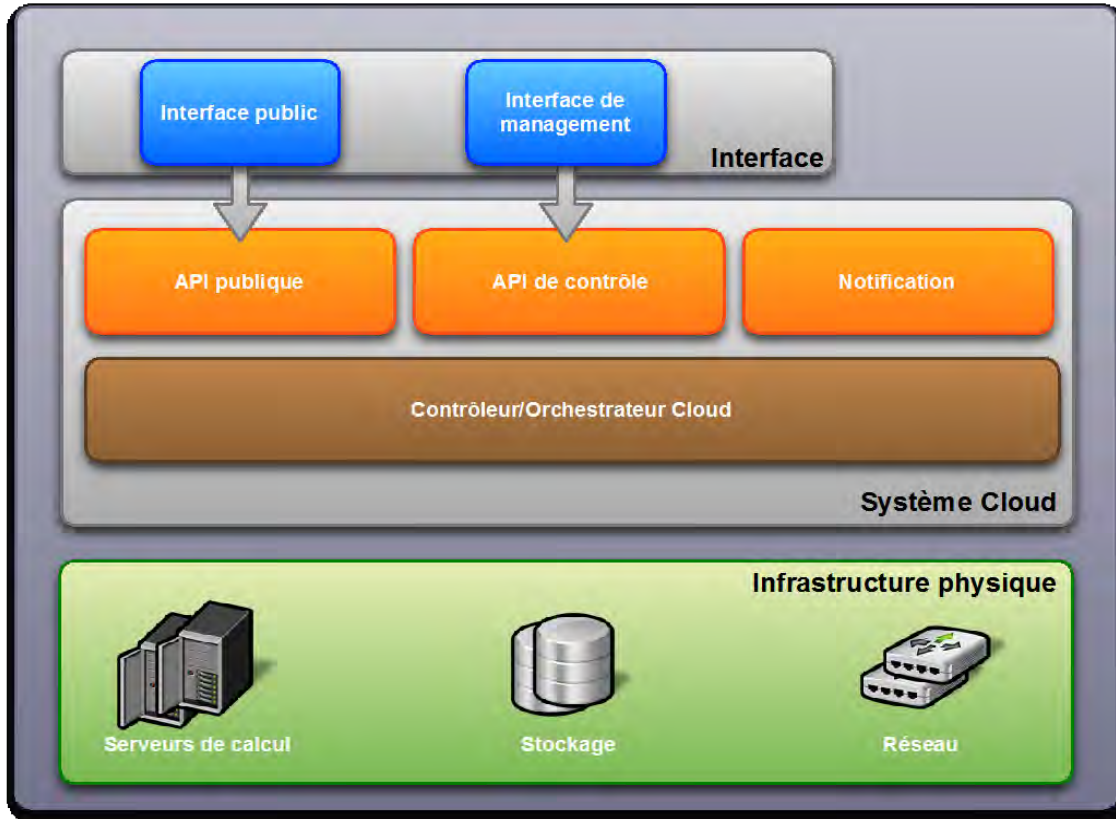 Interface public
Interface de
management
Interface
API publique
API de contrôle
Notification
Contrôleur/Orchestrateur Cloud
Système Cloud
Infrastructure physique
Serveurs de calcul
Stockage
Réseau